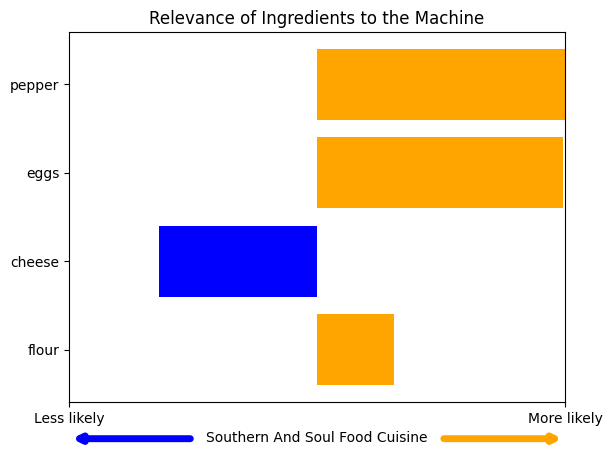 Relevance of Ingredients to the Machine
pepper
eggs
cheese
flour
Less likely
More likely
Southern And Soul Food Cuisine